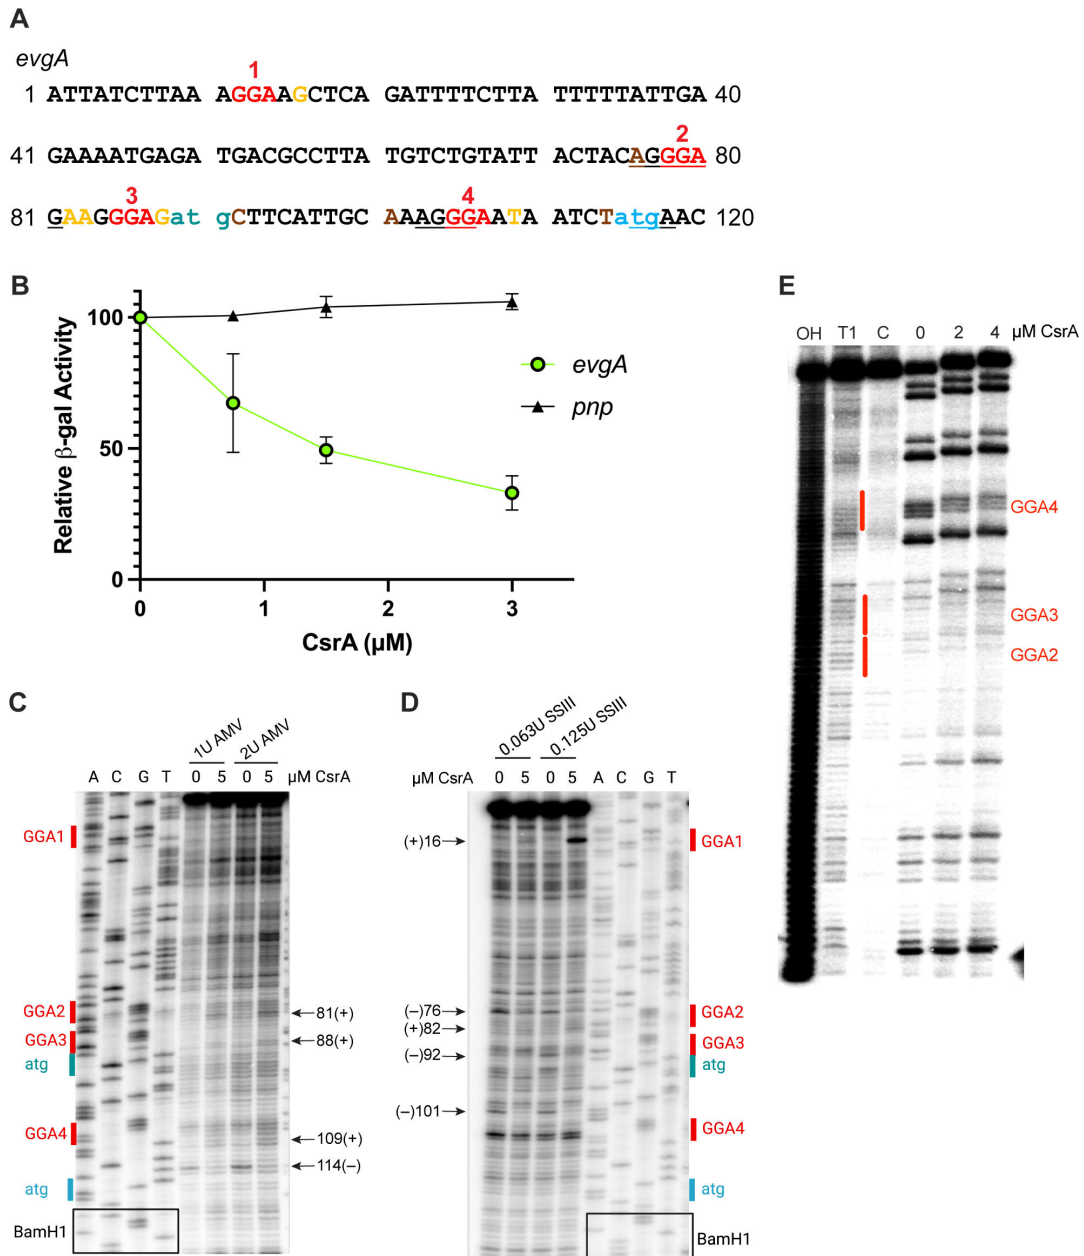 A
evgA
1
1 ATTATCTTAA AGGAAGCTCA GATTTTCTTA TTTTTATTGA 40
2
41 GAAAATGAGA TGACGCCTTA TGTCTGTATT ACTACAGGGA 80
3 4
81 GAAGGGAGat gCTTCATTGC AAAGGGAATA ATCTatgAAC 120
B
Relative β-gal Activity
100
50
0
0 1 2 3
CsrA (µM)
evgA
pnp
C
1U AMV 2U AMV
A C G T 0 5 0 5 µM CsrA
GGA1
GGA2
GGA3
atg
GGA4
atg
BamH1
81(+)
88(+)
109(+)
114(–)
D
0.063U SSIII 0.125U SSIII
µM CsrA 0 5 0 5 A C G T
(+)16
(–)76
(+)82
(–)92
(–)101
GGA1
GGA2
GGA3
atg
GGA4
atg
BamH1
E
OH T1 C 0 2 4 µM CsrA
GGA4
GGA3
GGA2